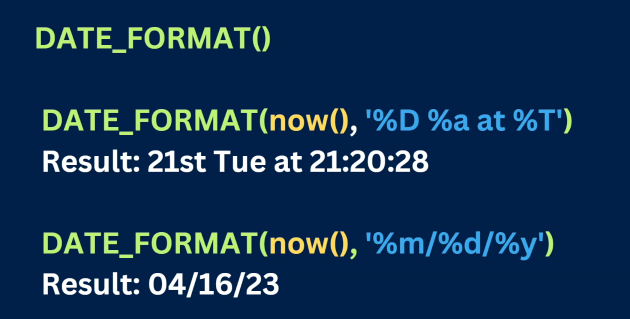 DATE_FORMAT()
DATE_FORMAT(now(), '%D %a at %T')
Result: 21st Tue at 21:20:28
DATE_FORMAT(now(), '%m/%d/%y')
Result: 04/16/23